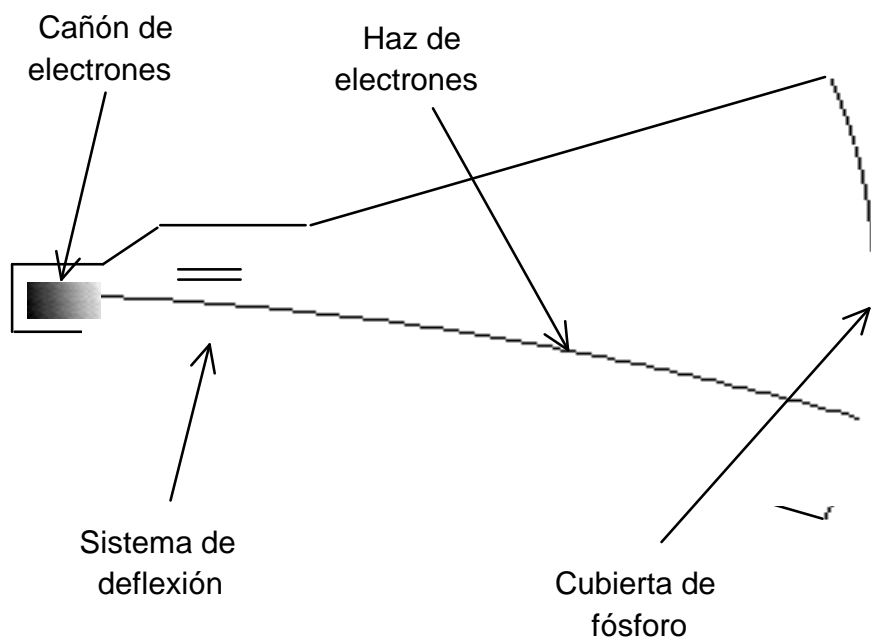 Cañón de
electrones
Haz de
electrones
Sistema de
deflexión
Cubierta de
fósforo